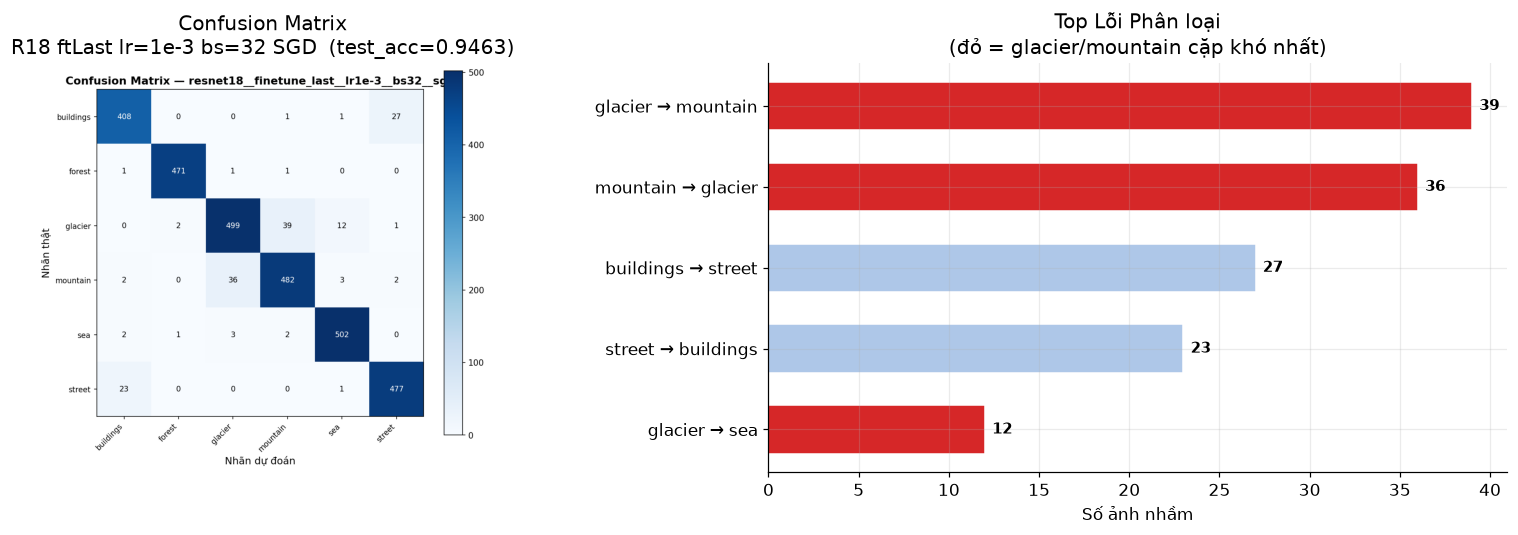 Confusion Matrix
R18 ftLast lr=1e-3 bs=32 SGD (test_acc=0.9463)
Confusion Matrix — resnet18__finetune_last__lr1e-3__bs32__sg
buildings 408 0 0 1 1 27
forest 1 471 1 1 0 0
glacier 0 2 499 39 12 1
mountain 2 0 36 482 3 2
sea 2 1 3 2 502 0
street 23 0 0 0 1 477
buildings forest glacier mountain sea street
Nhãn thật
Nhãn dự đoán
500
400
300
200
100
0
Top Lỗi Phân loại
(đỏ = glacier/mountain cặp khó nhất)
glacier → mountain 39
mountain → glacier 36
buildings → street 27
street → buildings 23
glacier → sea 12
0 5 10 15 20 25 30 35 40
Số ảnh nhầm